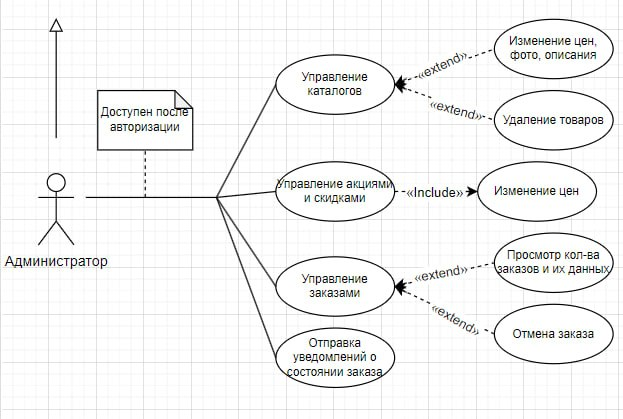 Доступен после
авторизации
Администратор
Управление
каталогов
«extend»
Изменение цен,
фото, описания
«extend»
Удаление товаров
Управление акциями
и скидками
«Include»
Изменение цен
Управление
заказами
«extend»
Просмотр кол-ва
заказов и их данных
«extend»
Отмена заказа
Отправка
уведомлений о
состоянии заказа